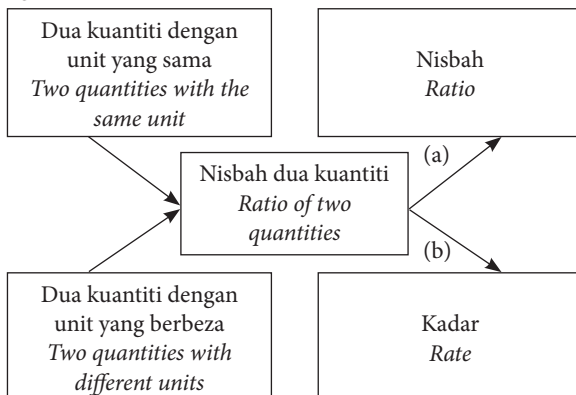 Dua kuantiti dengan
unit yang sama
Two quantities with the
same unit
Nisbah
Ratio
(a)
Nisbah dua kuantiti
Ratio of two
quantities
(b)
Dua kuantiti dengan
unit yang berbeza
Two quantities with
different units
Kadar
Rate